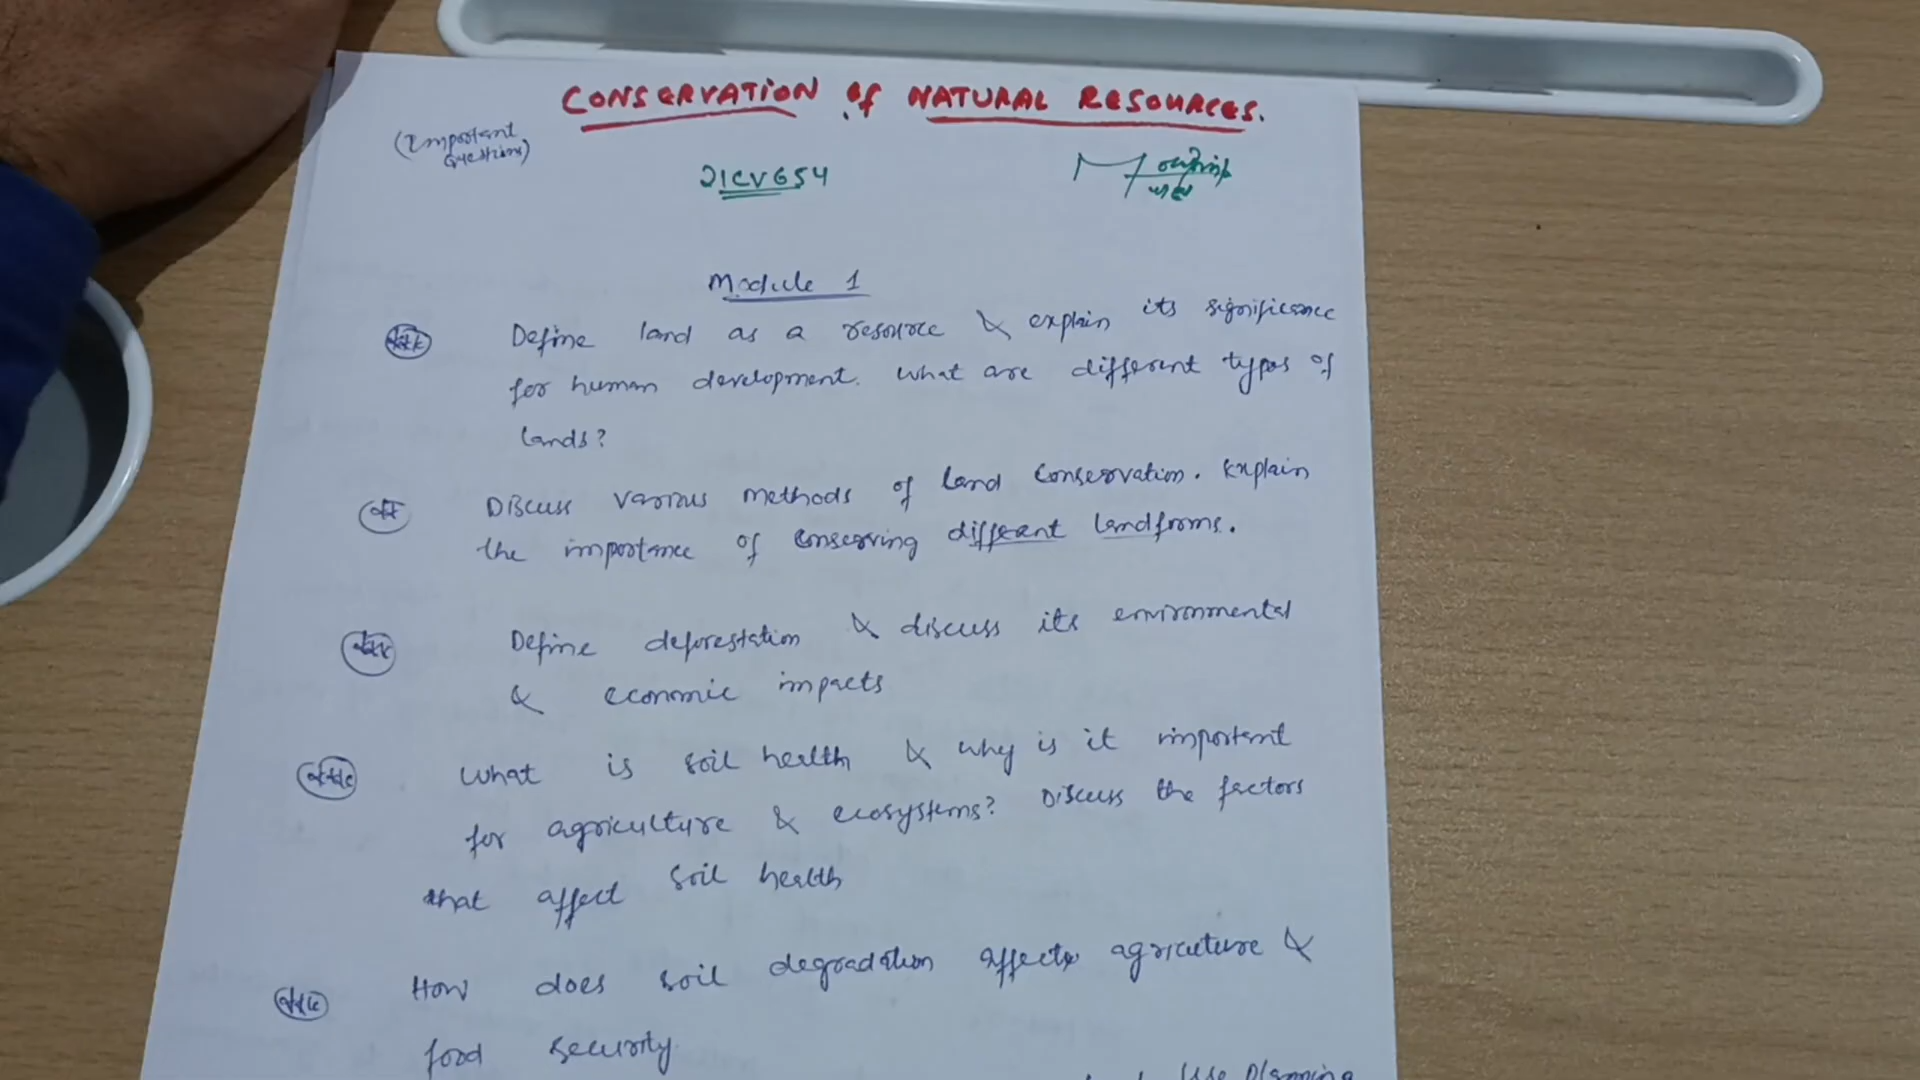 CONSERVATION of NATURAL RESOURCES.
(Important
Questions)
21CV654
Module 1
Define land as a resource & explain its significance
for human development. What are different types of
lands?
Discuss various methods of land conservation. Explain
the importance of conserving different landforms.
Define deforestation & discuss its environmental
& economic impacts
What is soil health & why is it important
for agriculture & ecosystems? Discuss the factors
that affect soil health
How does soil degradation affects agriculture &
food security.
Use Planning